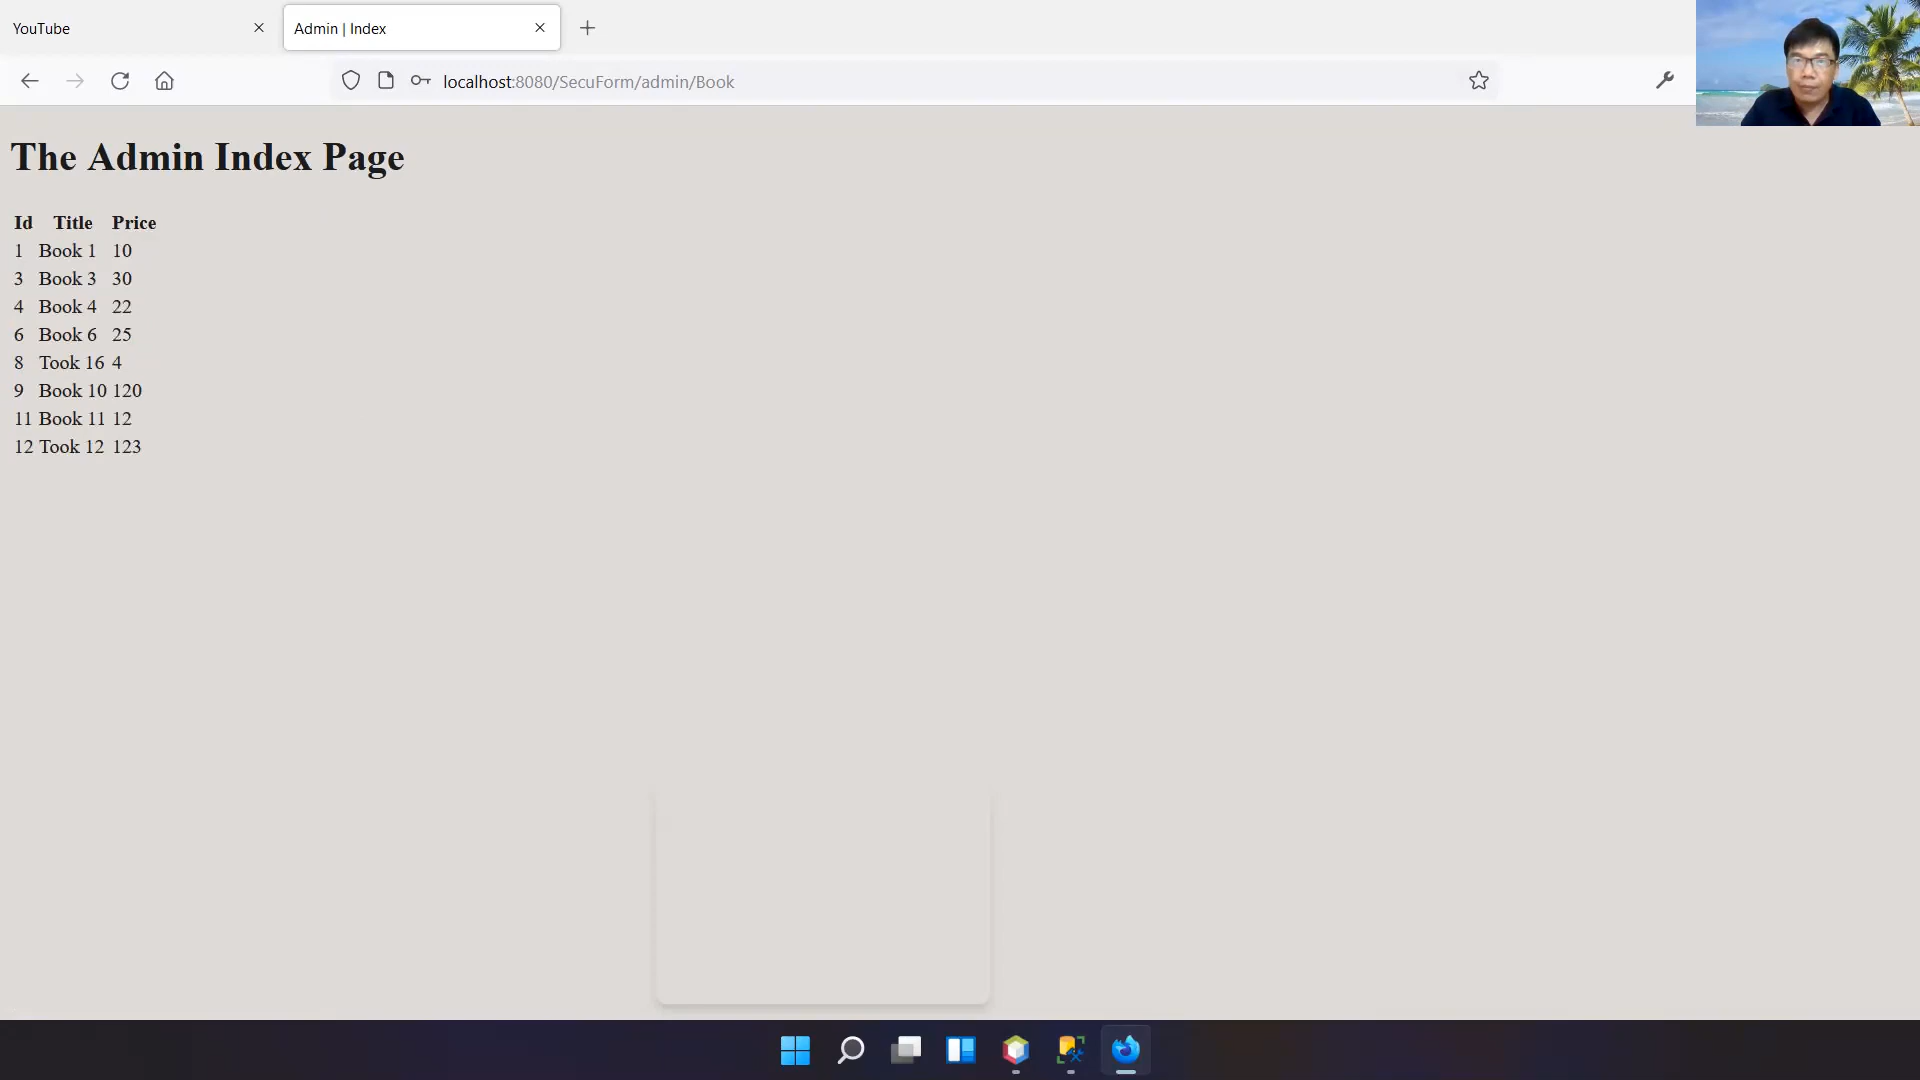 YouTube
Admin | Index
localhost:8080/SecuForm/admin/Book
The Admin Index Page
Id Title Price
1 Book 1 10
3 Book 3 30
4 Book 4 22
6 Book 6 25
8 Took 16 4
9 Book 10 120
11 Book 11 12
12 Took 12 123